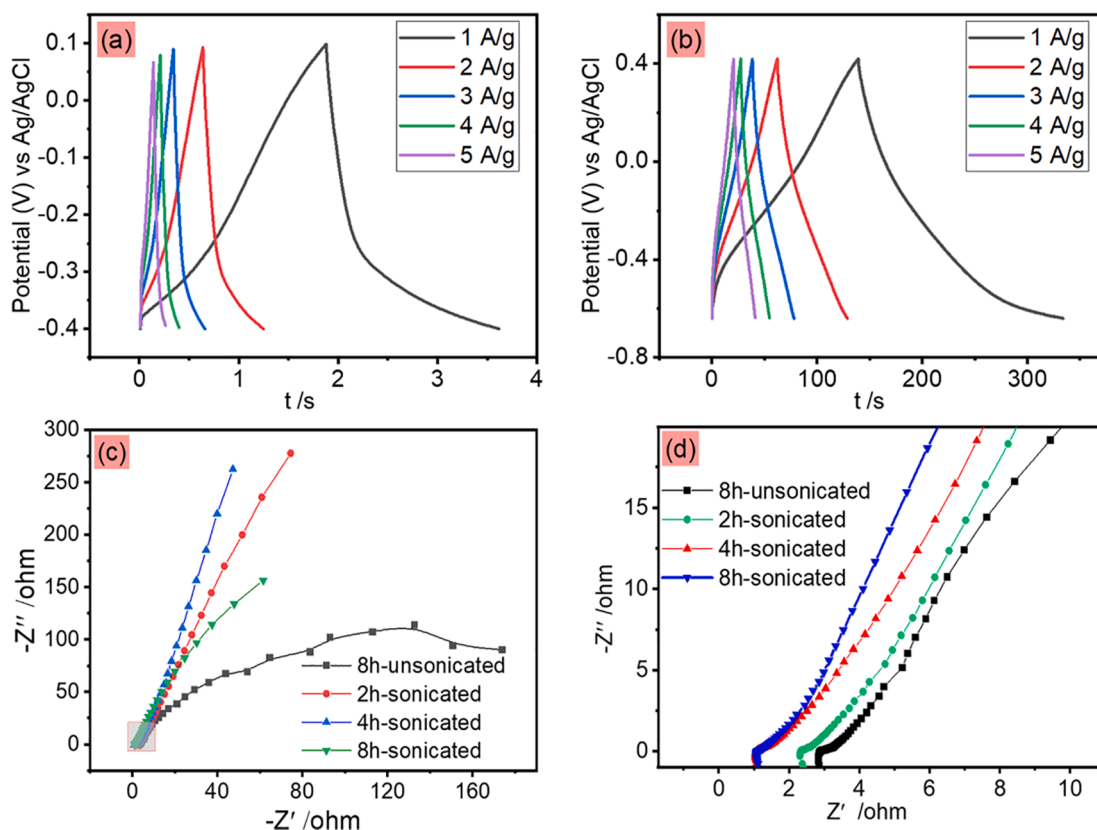 (a)
1 A/g
2 A/g
3 A/g
4 A/g
5 A/g
0.1
0.0
-0.1
-0.2
-0.3
-0.4
Potential (V) vs Ag/AgCl
0 1 2 3 4
t /s
(b)
1 A/g
2 A/g
3 A/g
4 A/g
5 A/g
0.4
0.0
-0.4
-0.8
Potential (V) vs Ag/AgCl
0 100 200 300
t /s
(c)
300
250
200
150
100
50
0
-Z′′ /ohm
8h-unsonicated
2h-sonicated
4h-sonicated
8h-sonicated
0 40 80 120 160
-Z′ /ohm
(d)
15
10
5
0
-Z′′ /ohm
8h-unsonicated
2h-sonicated
4h-sonicated
8h-sonicated
0 2 4 6 8 10
Z′ /ohm